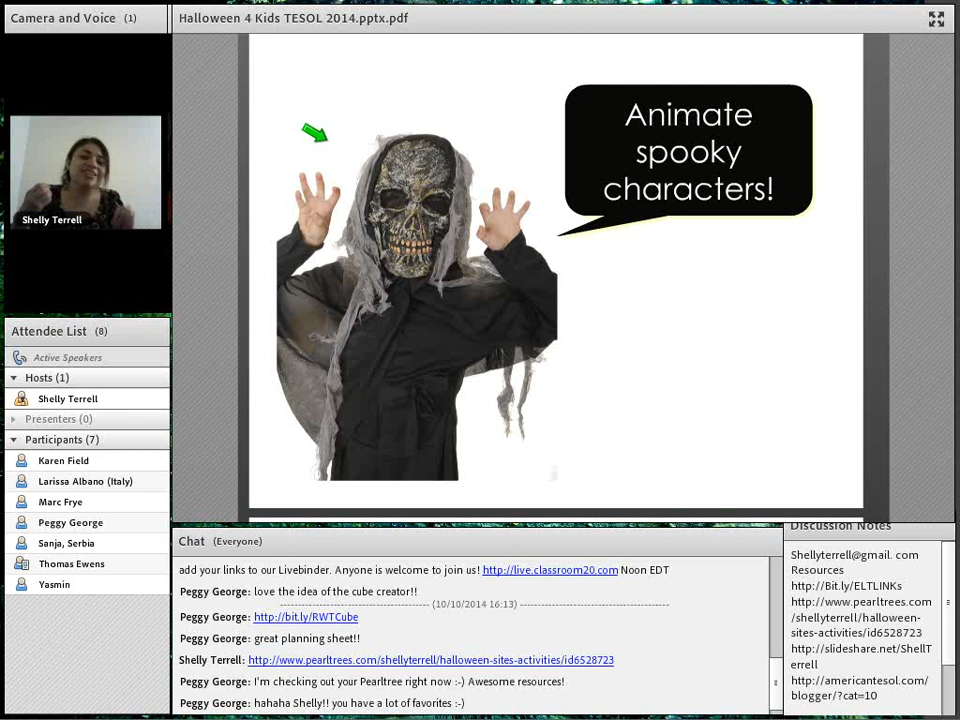 Camera and Voice (1)
Shelly Terrell
Attendee List (8)
Active Speakers
Hosts (1)
Shelly Terrell
Presenters (0)
Participants (7)
Karen Field
Larissa Albano (Italy)
Marc Frye
Peggy George
Sanja, Serbia
Thomas Ewens
Yasmin
Halloween 4 Kids TESOL 2014.pptx.pdf
Animate
spooky
characters!
Chat (Everyone)
add your links to our Livebinder. Anyone is welcome to join us! http://live.classroom20.com Noon EDT
Peggy George: love the idea of the cube creator!!
------------------------------ (10/10/2014 16:13) ------------------------------
Peggy George: http://bit.ly/RWTCube
Peggy George: great planning sheet!!
Shelly Terrell: http://www.pearltrees.com/shellyterrell/halloween-sites-activities/id6528723
Peggy George: I'm checking out your Pearltree right now :-) Awesome resources!
Peggy George: hahaha Shelly!! you have a lot of favorites :-)
Discussion Notes
Shellyterrell@gmail. com
Resources
http://Bit.ly/ELTLINKs
http://www.pearltrees.com
/shellyterrell/halloween-
sites-activities/id6528723
http://slideshare.net/ShellT
errell
http://americantesol.com/
blogger/?cat=10